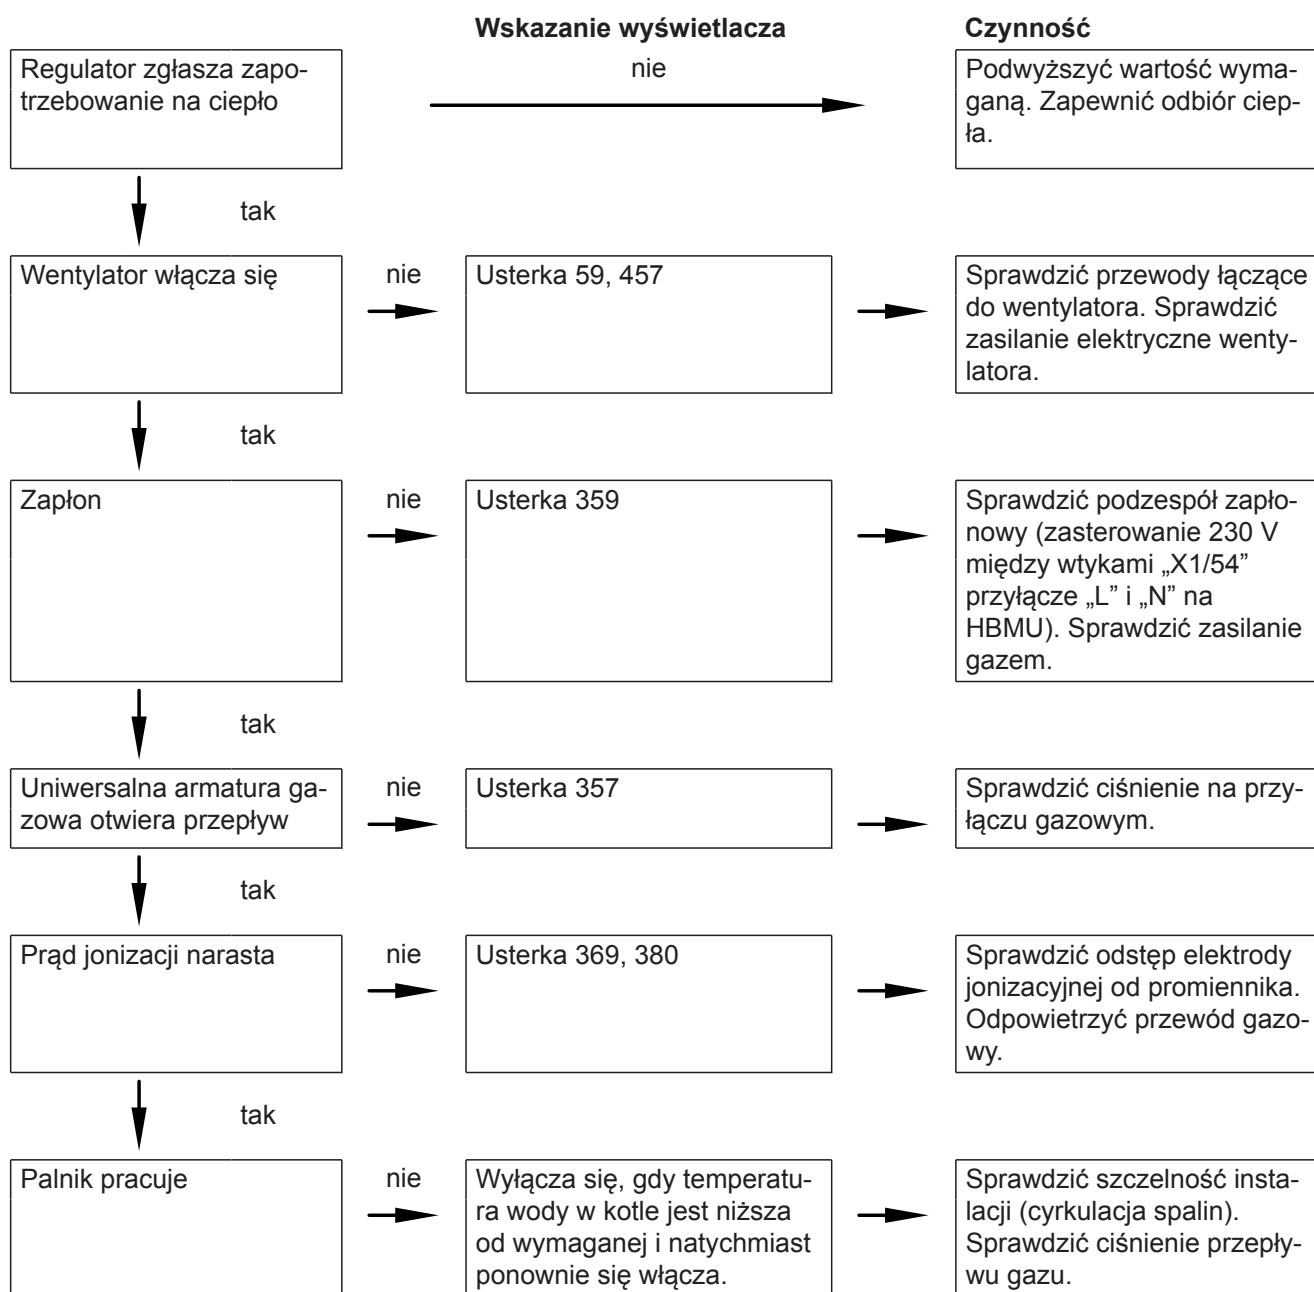 Wskazanie wyświetlacza
Czynność
Regulator zgłasza zapo-
trzebowanie na ciepło
nie
Podwyższyć wartość wyma-
ganą. Zapewnić odbiór ciep-
ła.
tak
Wentylator włącza się
nie
Usterka 59, 457
Sprawdzić przewody łączące
do wentylatora. Sprawdzić
zasilanie elektryczne wenty-
latora.
tak
Zapłon
nie
Usterka 359
Sprawdzić podzespół zapło-
nowy (zasterowanie 230 V
między wtykami „X1/54”
przyłącze „L” i „N” na
HBMU). Sprawdzić zasilanie
gazem.
tak
Uniwersalna armatura ga-
zowa otwiera przepływ
nie
Usterka 357
Sprawdzić ciśnienie na przy-
łączu gazowym.
tak
Prąd jonizacji narasta
nie
Usterka 369, 380
Sprawdzić odstęp elektrody
jonizacyjnej od promiennika.
Odpowietrzyć przewód gazo-
wy.
tak
Palnik pracuje
nie
Wyłącza się, gdy temperatu-
ra wody w kotle jest niższa
od wymaganej i natychmiast
ponownie się włącza.
Sprawdzić szczelność insta-
lacji (cyrkulacja spalin).
Sprawdzić ciśnienie przepły-
wu gazu.